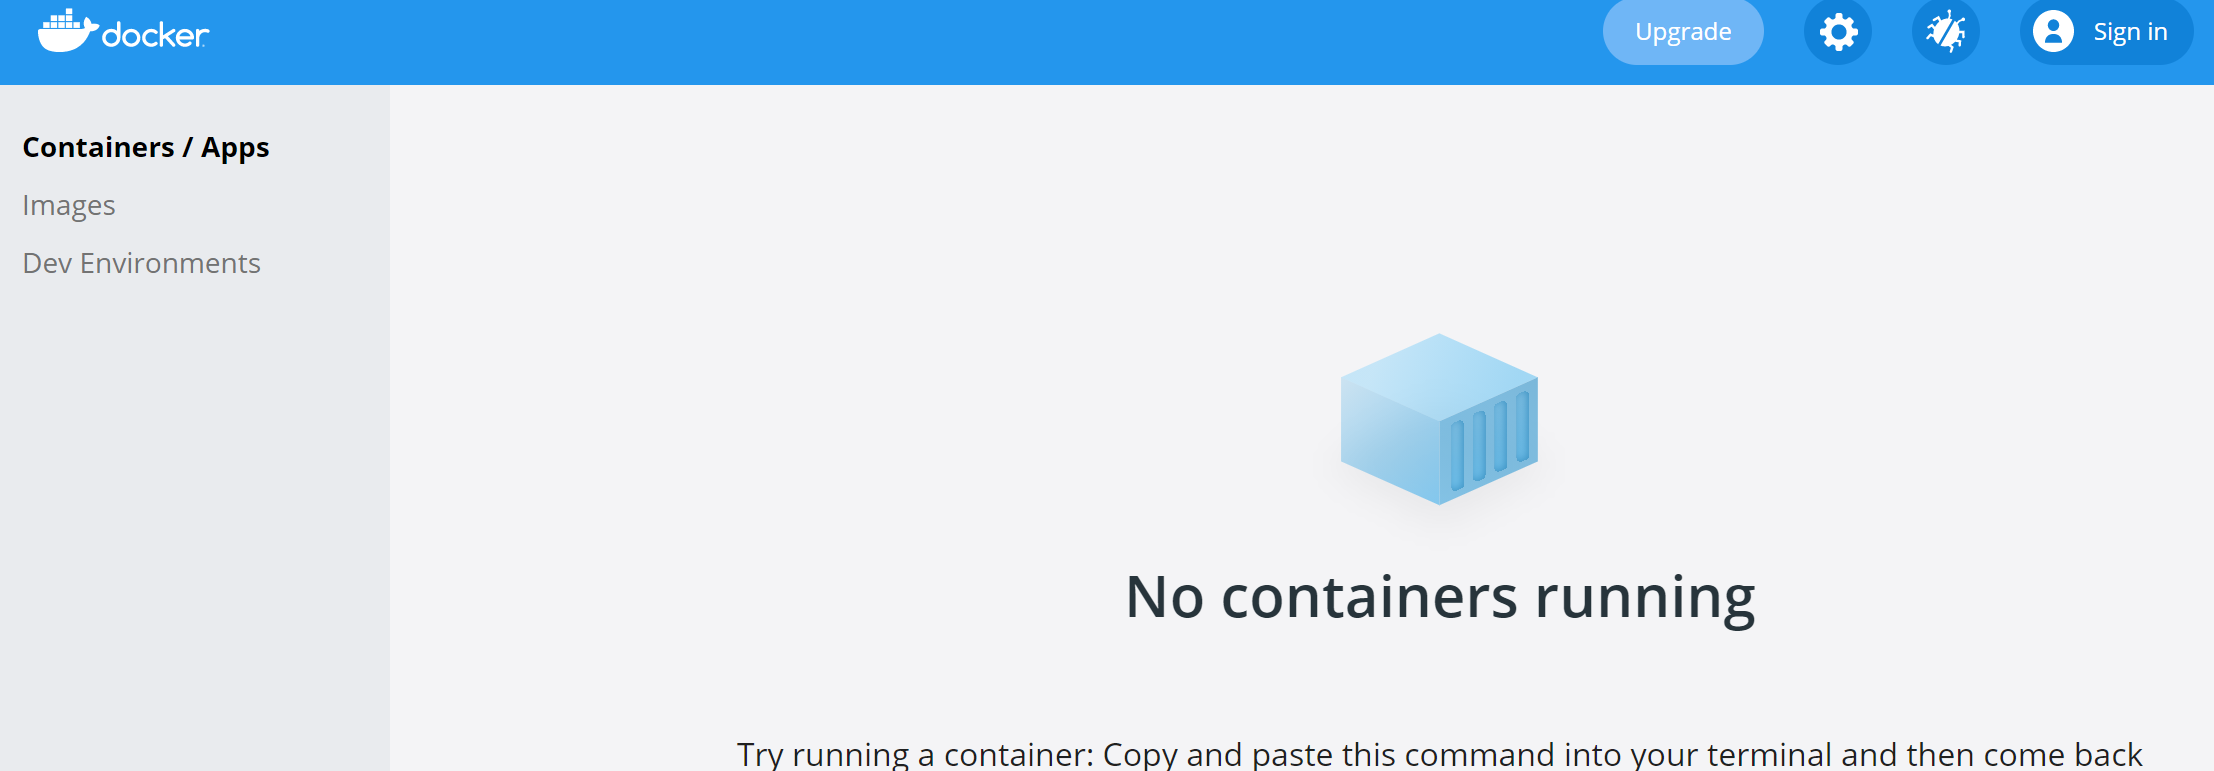 docker
Upgrade
Sign in
Containers / Apps
Images
Dev Environments
No containers running
Try running a container: Copy and paste this command into your terminal and then come back